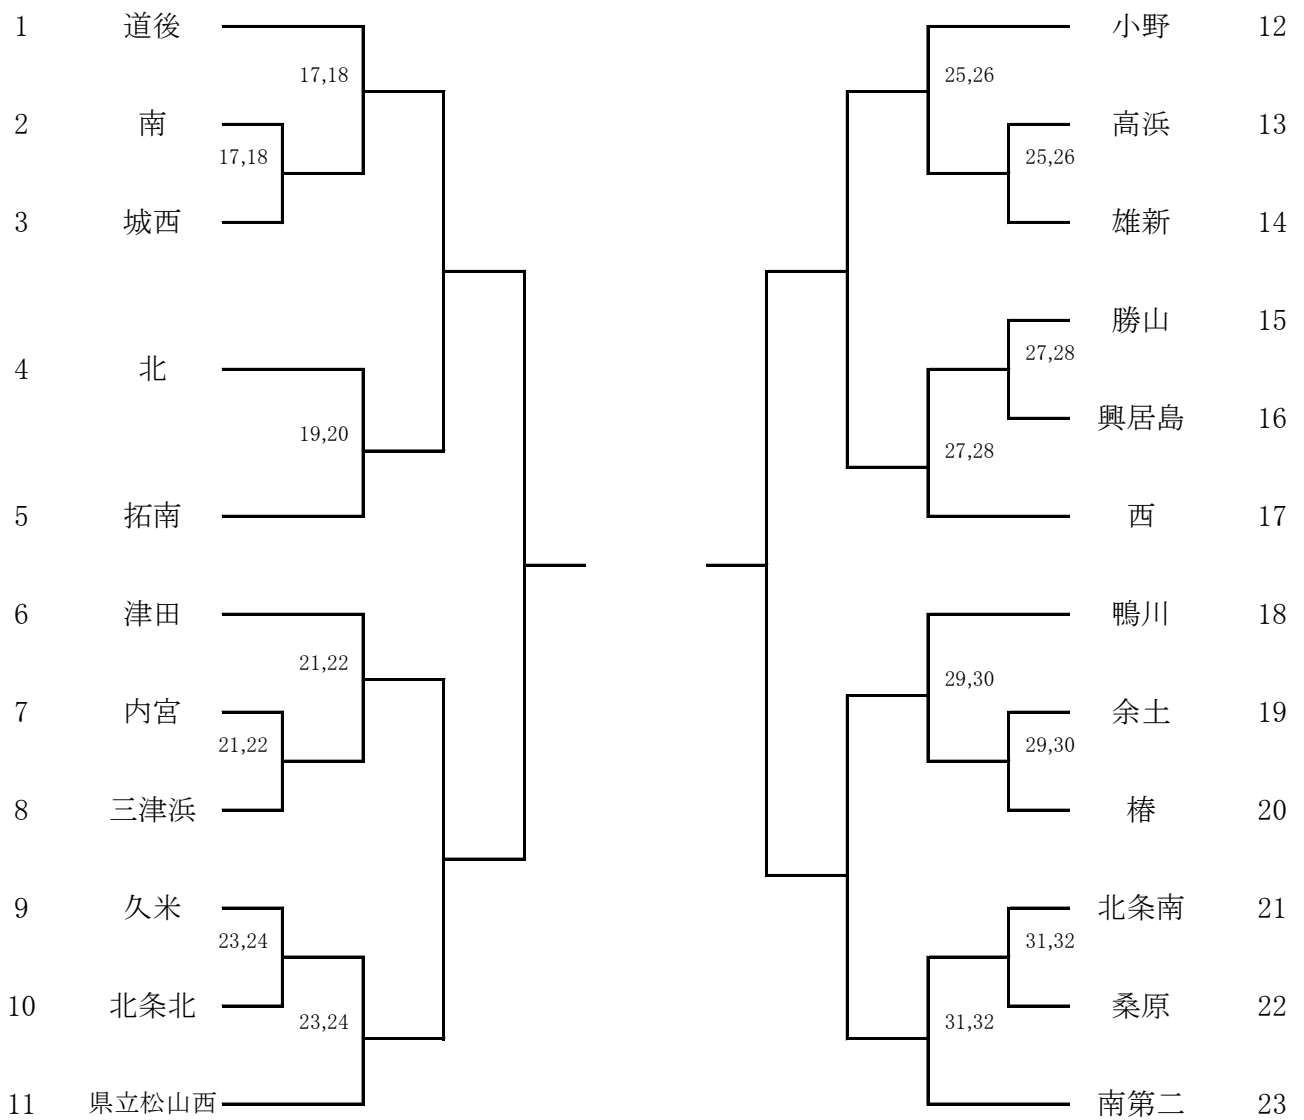 1 道後
17,18
2 南
17,18
3 城西
4 北
19,20
5 拓南
6 津田
21,22
7 内宮
21,22
8 三津浜
9 久米
23,24
10 北条北
23,24
11 県立松山西
小野 12
25,26
高浜 13
25,26
雄新 14
勝山 15
27,28
興居島 16
27,28
西 17
鴨川 18
29,30
余土 19
29,30
椿 20
北条南 21
31,32
桑原 22
31,32
南第二 23